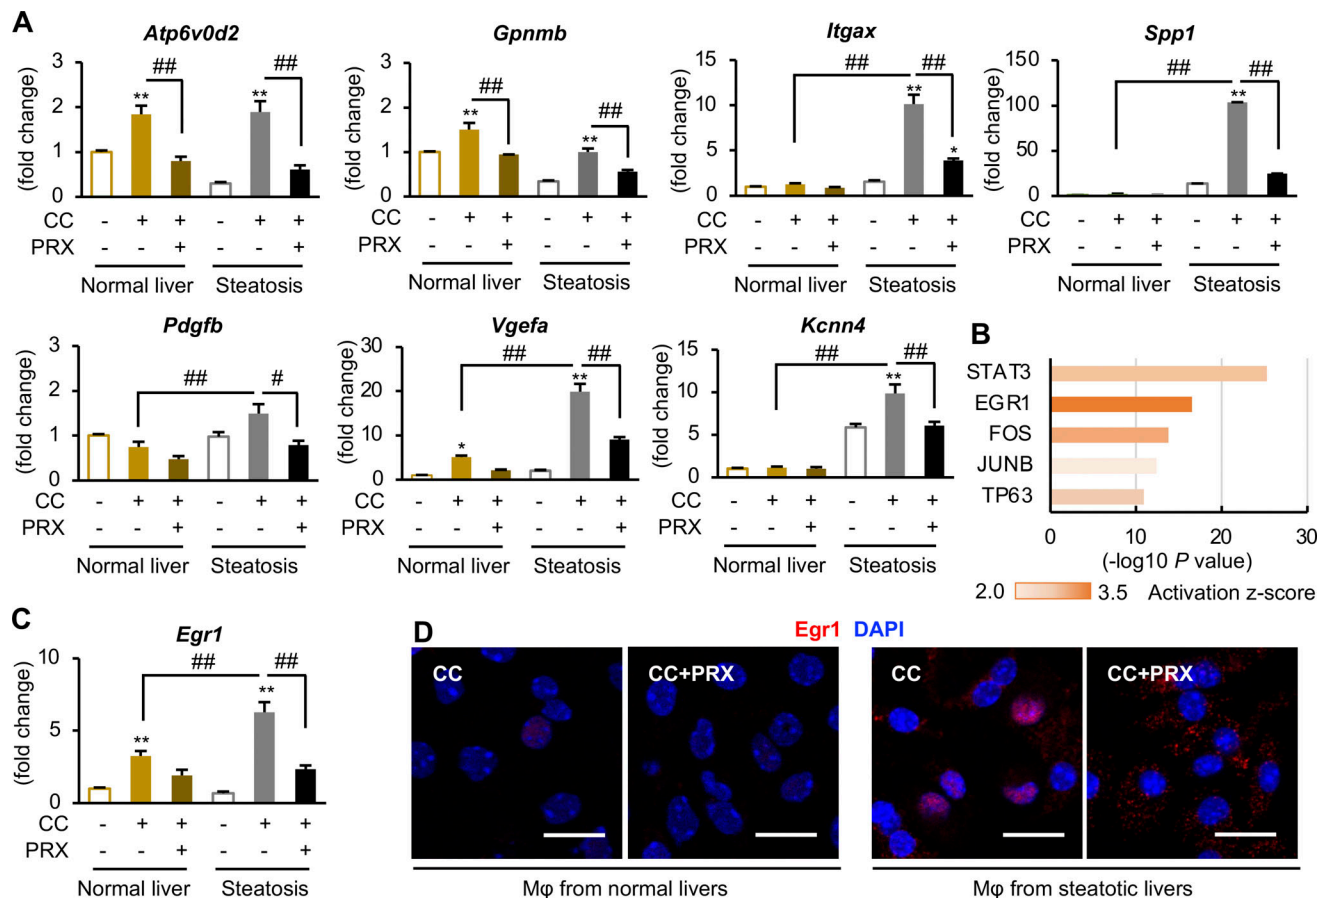 A
Atp6v0d2
(fold change)
3
2
1
0
##
##
**
**
CC - + + - + +
PRX - - + - - +
Normal liver Steatosis
Gpnmb
(fold change)
3
2
1
0
##
##
**
**
- + + - + +
- - + - - +
Normal liver Steatosis
Itgax
(fold change)
15
10
5
0
## ##
**
*
CC - + + - + +
PRX - - + - - +
Normal liver Steatosis
Spp1
(fold change)
150
100
50
0
## ##
**
- + + - + +
- - + - - +
Normal liver Steatosis
Pdgfb
(fold change)
3
2
1
0
## #
CC - + + - + +
PRX - - + - - +
Normal liver Steatosis
Vgefa
(fold change)
30
20
10
0
## ##
*
**
CC - + + - + +
PRX - - + - - +
Normal liver Steatosis
Kcnn4
(fold change)
15
10
5
0
## ##
**
CC - + + - + +
PRX - - + - - +
Normal liver Steatosis
B
STAT3
EGR1
FOS
JUNB
TP63
0 10 20 30
(-log10 P value)
2.0 3.5 Activation z-score
C
Egr1
(fold change)
10
5
0
## ##
**
**
CC - + + - + +
PRX - - + - - +
Normal liver Steatosis
D
Egr1 DAPI
CC CC+PRX CC CC+PRX
Mφ from normal livers Mφ from steatotic livers